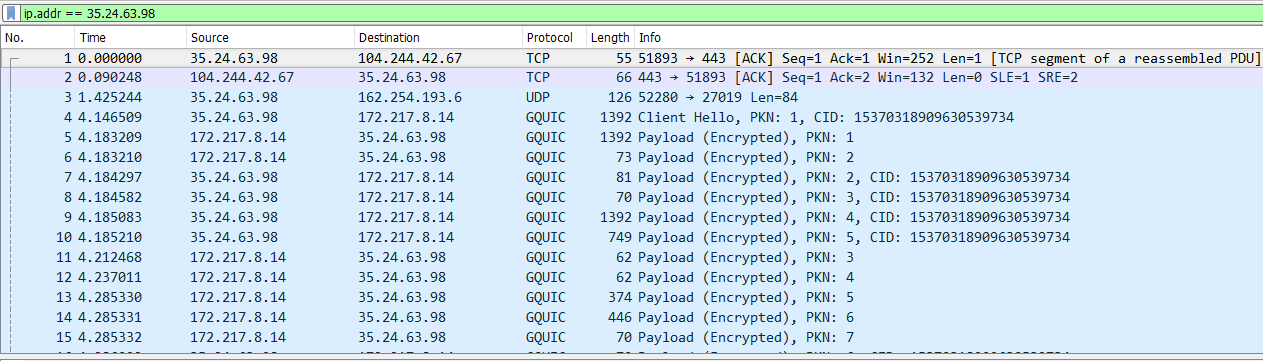 ip.addr == 35.24.63.98
No. Time Source Destination Protocol Length Info
1 0.000000 35.24.63.98 104.244.42.67 TCP 55 51893 → 443 [ACK] Seq=1 Ack=1 Win=252 Len=1 [TCP segment of a reassembled PDU]
2 0.090248 104.244.42.67 35.24.63.98 TCP 66 443 → 51893 [ACK] Seq=1 Ack=2 Win=132 Len=0 SLE=1 SRE=2
3 1.425244 35.24.63.98 162.254.193.6 UDP 126 52280 → 27019 Len=84
4 4.146509 35.24.63.98 172.217.8.14 GQUIC 1392 Client Hello, PKN: 1, CID: 15370318909630539734
5 4.183209 172.217.8.14 35.24.63.98 GQUIC 1392 Payload (Encrypted), PKN: 1
6 4.183210 172.217.8.14 35.24.63.98 GQUIC 73 Payload (Encrypted), PKN: 2
7 4.184297 35.24.63.98 172.217.8.14 GQUIC 81 Payload (Encrypted), PKN: 2, CID: 15370318909630539734
8 4.184582 35.24.63.98 172.217.8.14 GQUIC 70 Payload (Encrypted), PKN: 3, CID: 15370318909630539734
9 4.185083 35.24.63.98 172.217.8.14 GQUIC 1392 Payload (Encrypted), PKN: 4, CID: 15370318909630539734
10 4.185210 35.24.63.98 172.217.8.14 GQUIC 749 Payload (Encrypted), PKN: 5, CID: 15370318909630539734
11 4.212468 172.217.8.14 35.24.63.98 GQUIC 62 Payload (Encrypted), PKN: 3
12 4.237011 172.217.8.14 35.24.63.98 GQUIC 62 Payload (Encrypted), PKN: 4
13 4.285330 172.217.8.14 35.24.63.98 GQUIC 374 Payload (Encrypted), PKN: 5
14 4.285331 172.217.8.14 35.24.63.98 GQUIC 446 Payload (Encrypted), PKN: 6
15 4.285332 172.217.8.14 35.24.63.98 GQUIC 70 Payload (Encrypted), PKN: 7